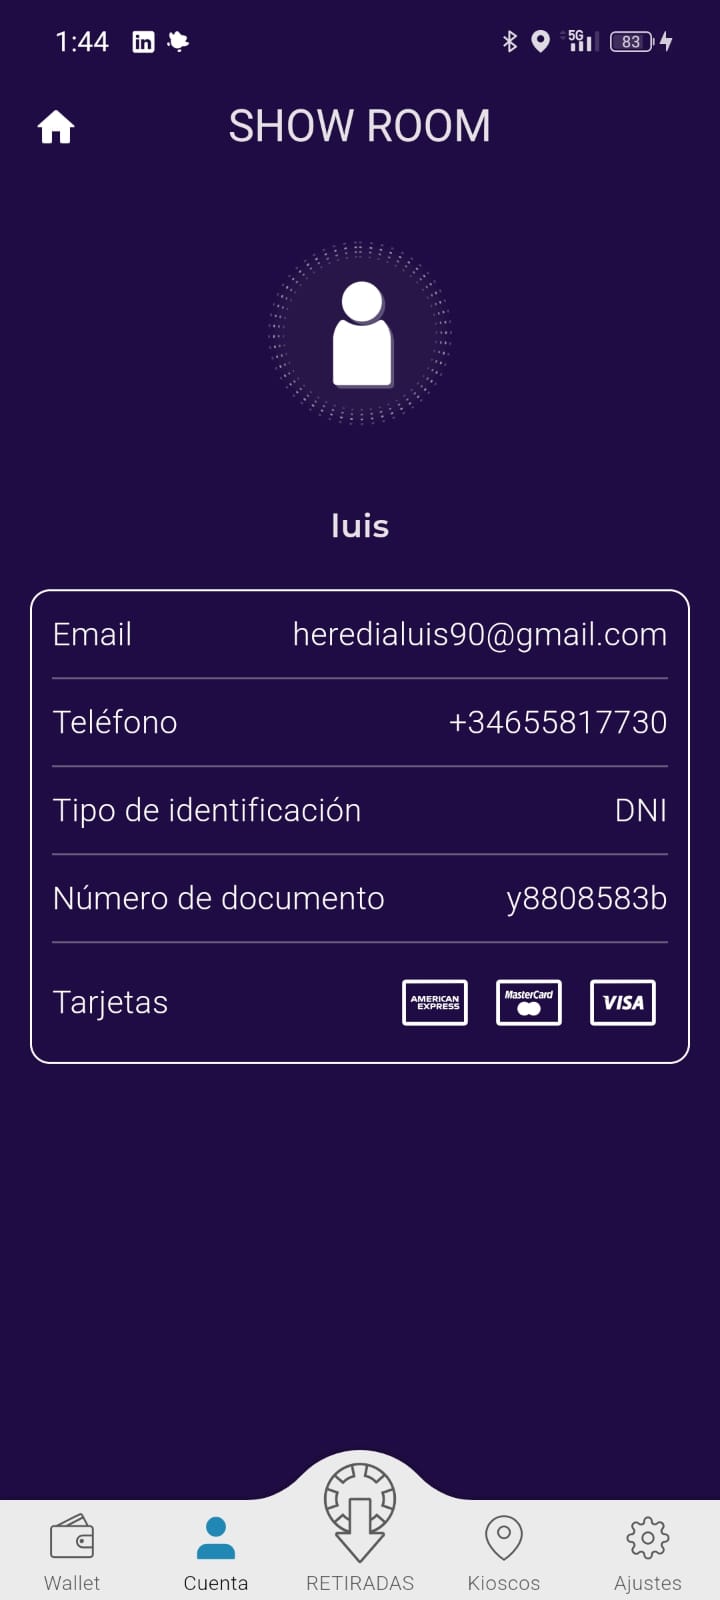 1:44 in 5G 83
SHOW ROOM
luis
Email heredialuis90@gmail.com
Teléfono +34655817730
Tipo de identificación DNI
Número de documento y8808583b
Tarjetas AMERICAN EXPRESS MasterCard VISA
Wallet Cuenta RETIRADAS Kioscos Ajustes